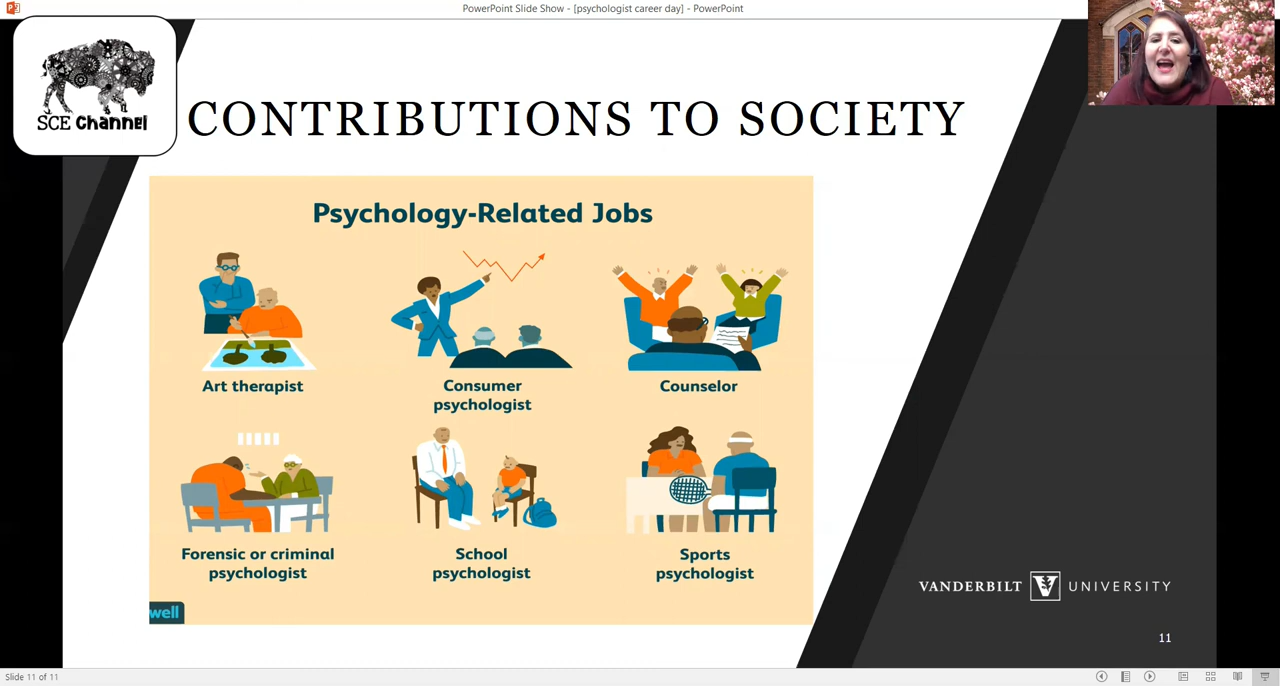 PowerPoint Slide Show - [psychologist career day] - PowerPoint
SCE Channel
CONTRIBUTIONS TO SOCIETY
Psychology-Related Jobs
Art therapist
Consumer
psychologist
Counselor
Forensic or criminal
psychologist
School
psychologist
Sports
psychologist
well
VANDERBILT V UNIVERSITY
11
Slide 11 of 11